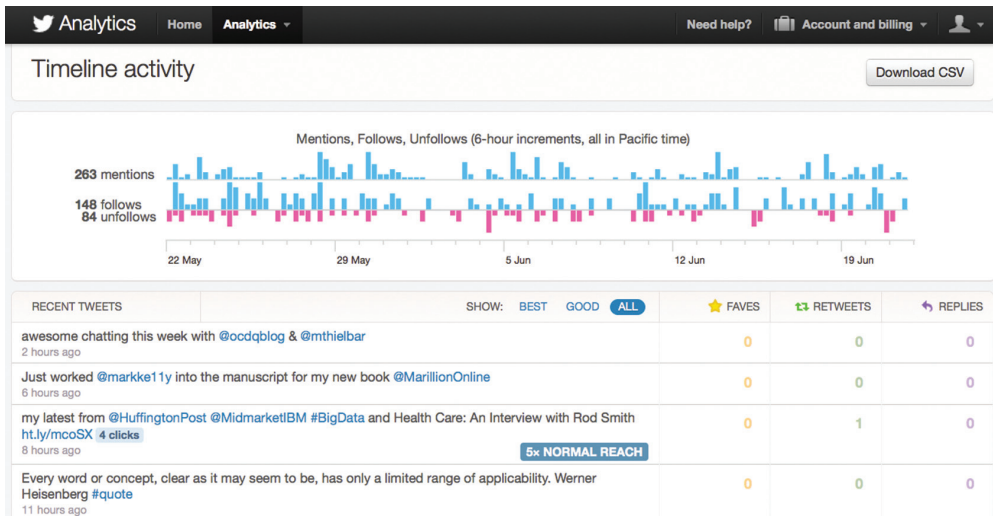 Analytics Home Analytics Need help? Account and billing
Timeline activity
Download CSV
Mentions, Follows, Unfollows (6-hour increments, all in Pacific time)
263 mentions
148 follows
84 unfollows
22 May 29 May 5 Jun 12 Jun 19 Jun
RECENT TWEETS SHOW: BEST GOOD ALL FAVES RETWEETS REPLIES
awesome chatting this week with @ocdqblog & @mthielbar
2 hours ago
0 0 0
Just worked @markke11y into the manuscript for my new book @MarillionOnline
6 hours ago
0 0 0
my latest from @HuffingtonPost @MidmarketIBM #BigData and Health Care: An Interview with Rod Smith
ht.ly/mcoSX 4 clicks
8 hours ago
5x NORMAL REACH
0 1 0
Every word or concept, clear as it may seem to be, has only a limited range of applicability. Werner
Heisenberg #quote
11 hours ago
0 0 0